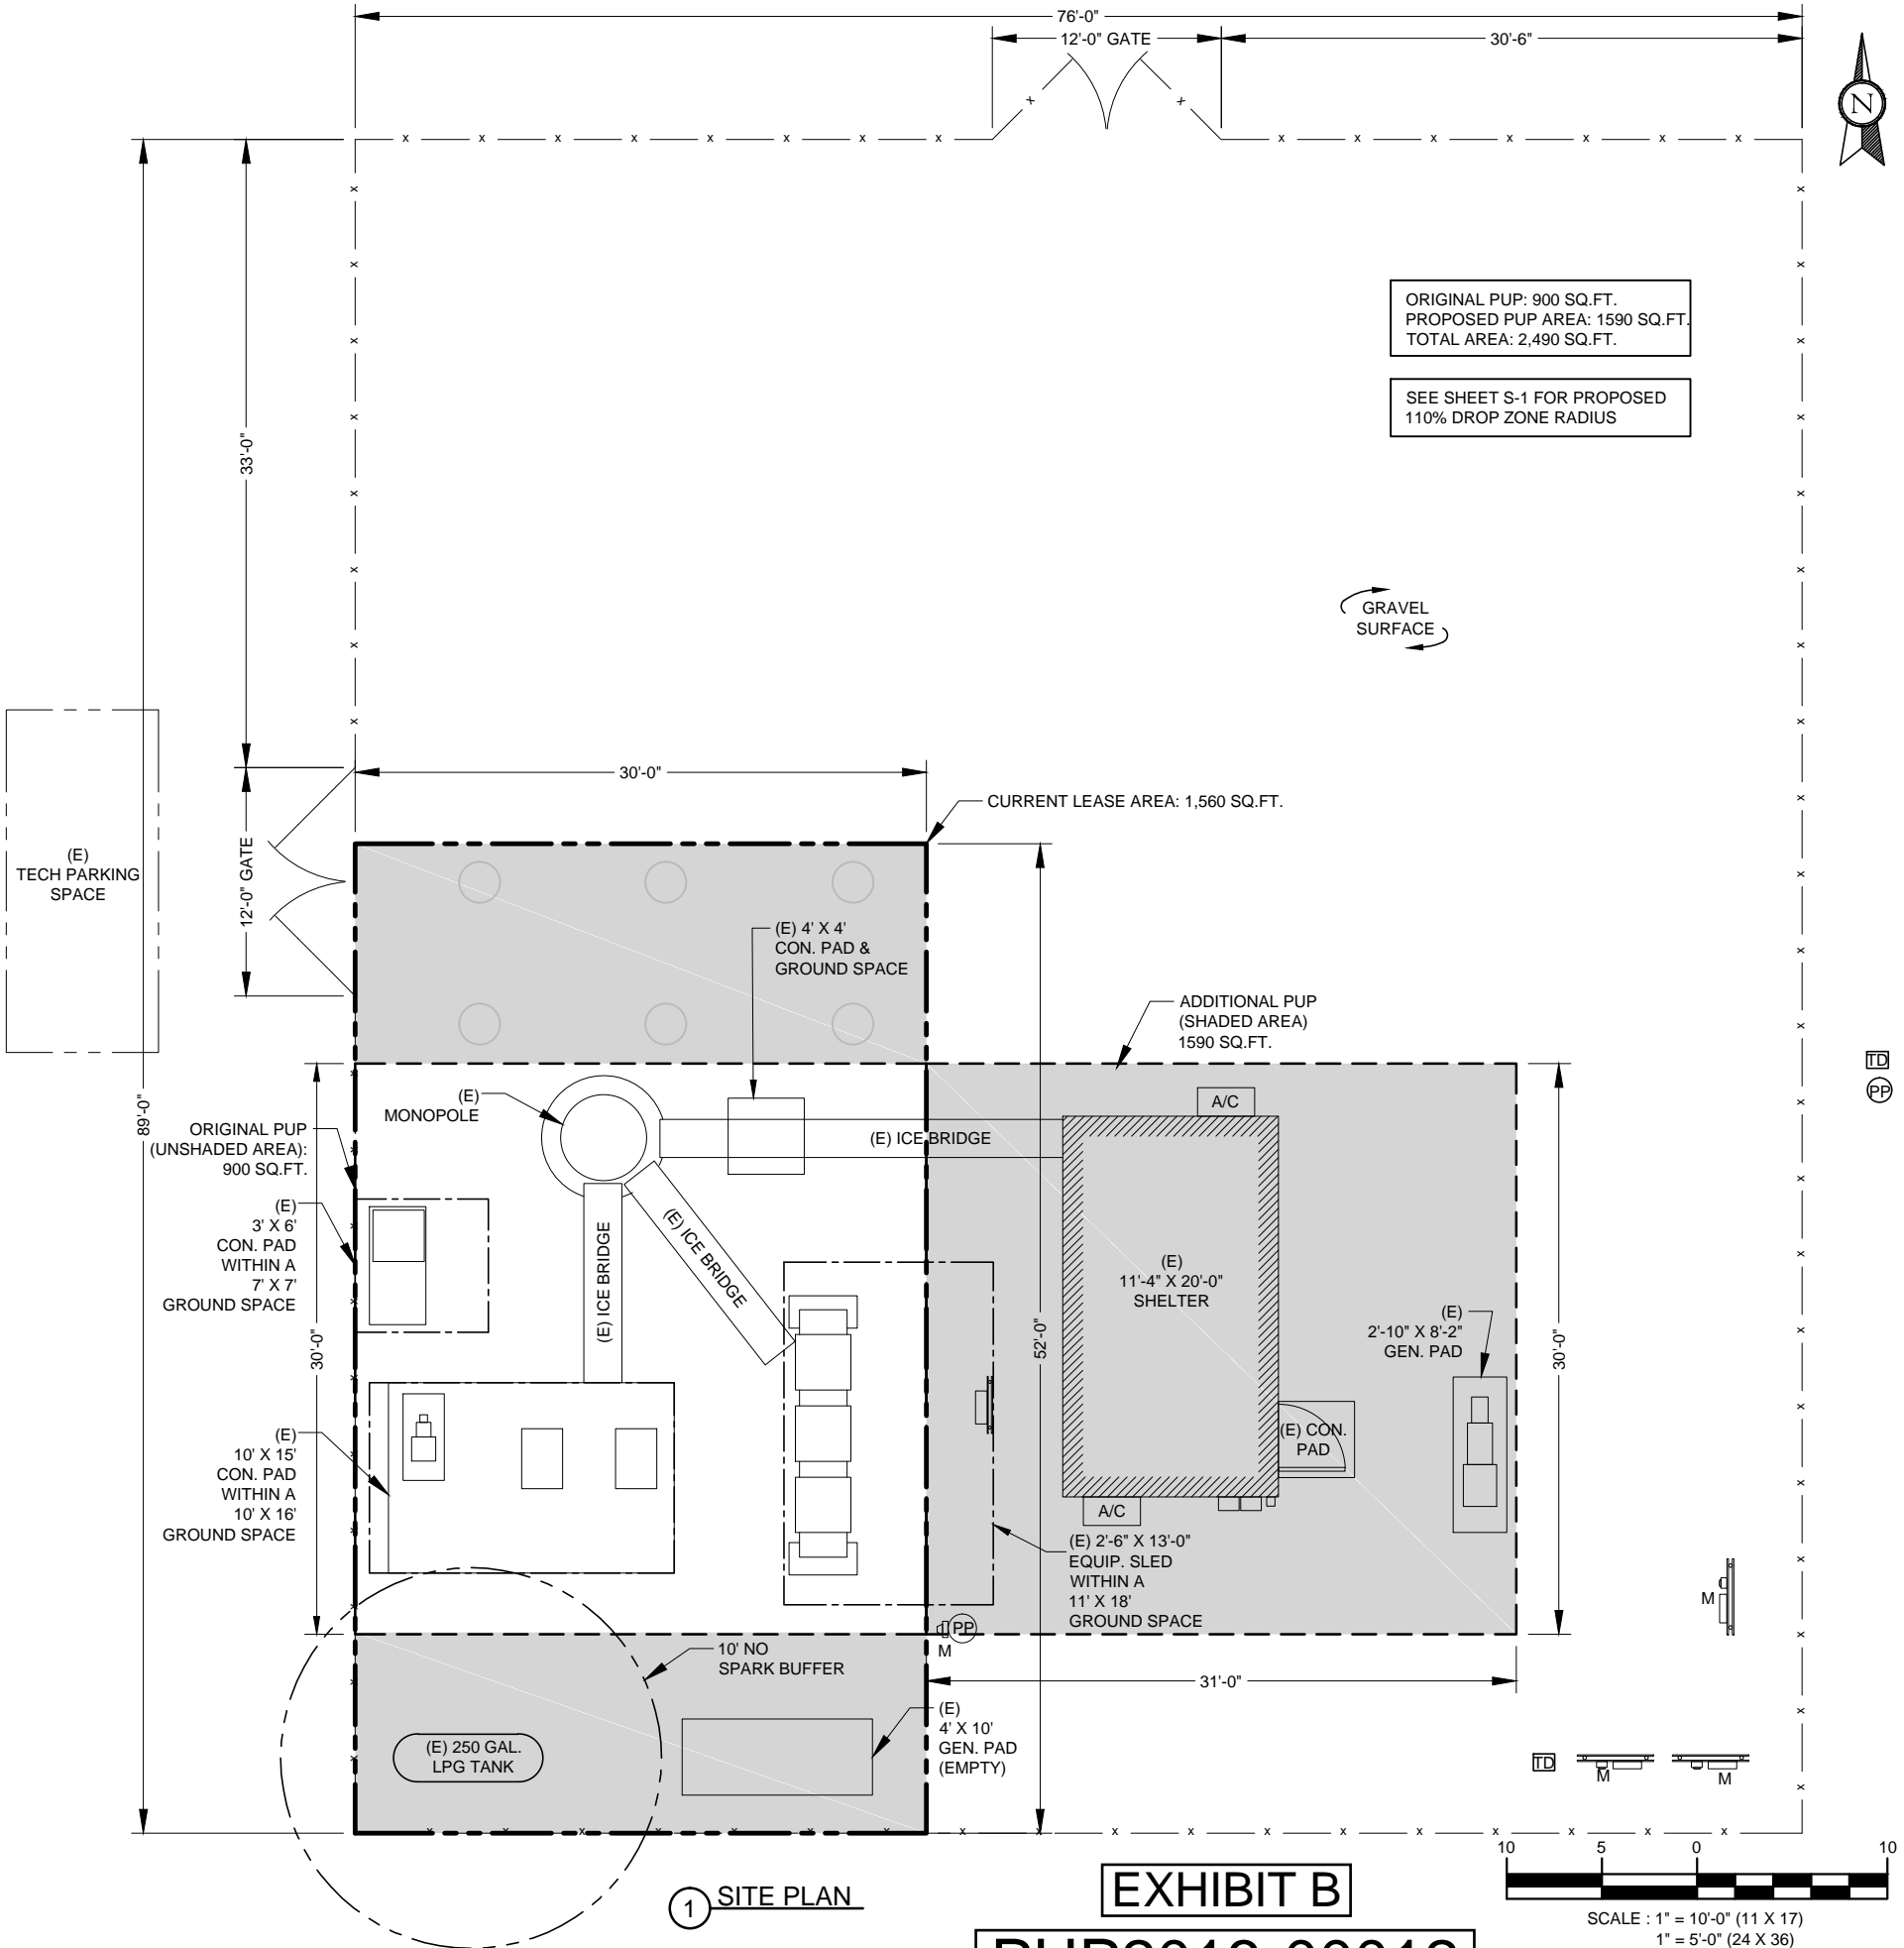 76'-0"
12'-0" GATE
30'-6"
N
ORIGINAL PUP: 900 SQ.FT.
PROPOSED PUP AREA: 1590 SQ.FT.
TOTAL AREA: 2,490 SQ.FT.
SEE SHEET S-1 FOR PROPOSED
110% DROP ZONE RADIUS
33'-0"
GRAVEL
SURFACE
30'-0"
CURRENT LEASE AREA: 1,560 SQ.FT.
(E)
TECH PARKING
SPACE
12'-0" GATE
(E) 4' X 4'
CON. PAD &
GROUND SPACE
ADDITIONAL PUP
(SHADED AREA)
1590 SQ.FT.
TD
PP
89'-0"
(E)
MONOPOLE
A/C
ORIGINAL PUP
(UNSHADED AREA):
900 SQ.FT.
(E) ICE BRIDGE
(E)
3' X 6'
CON. PAD
WITHIN A
7' X 7'
GROUND SPACE
(E) ICE BRIDGE
(E) ICE BRIDGE
(E)
11'-4" X 20'-0"
SHELTER
30'-0"
52'-0"
(E)
2'-10" X 8'-2"
GEN. PAD
30'-0"
(E)
10' X 15'
CON. PAD
WITHIN A
10' X 16'
GROUND SPACE
(E) CON.
PAD
A/C
(E) 2'-6" X 13'-0"
EQUIP. SLED
WITHIN A
11' X 18'
GROUND SPACE
M
PP
M
10' NO
SPARK BUFFER
31'-0"
(E) 250 GAL.
LPG TANK
(E)
4' X 10'
GEN. PAD
(EMPTY)
TD
M
M
10 5 0 10
1 SITE PLAN
EXHIBIT B
SCALE : 1" = 10'-0" (11 X 17)
1" = 5'-0" (24 X 36)